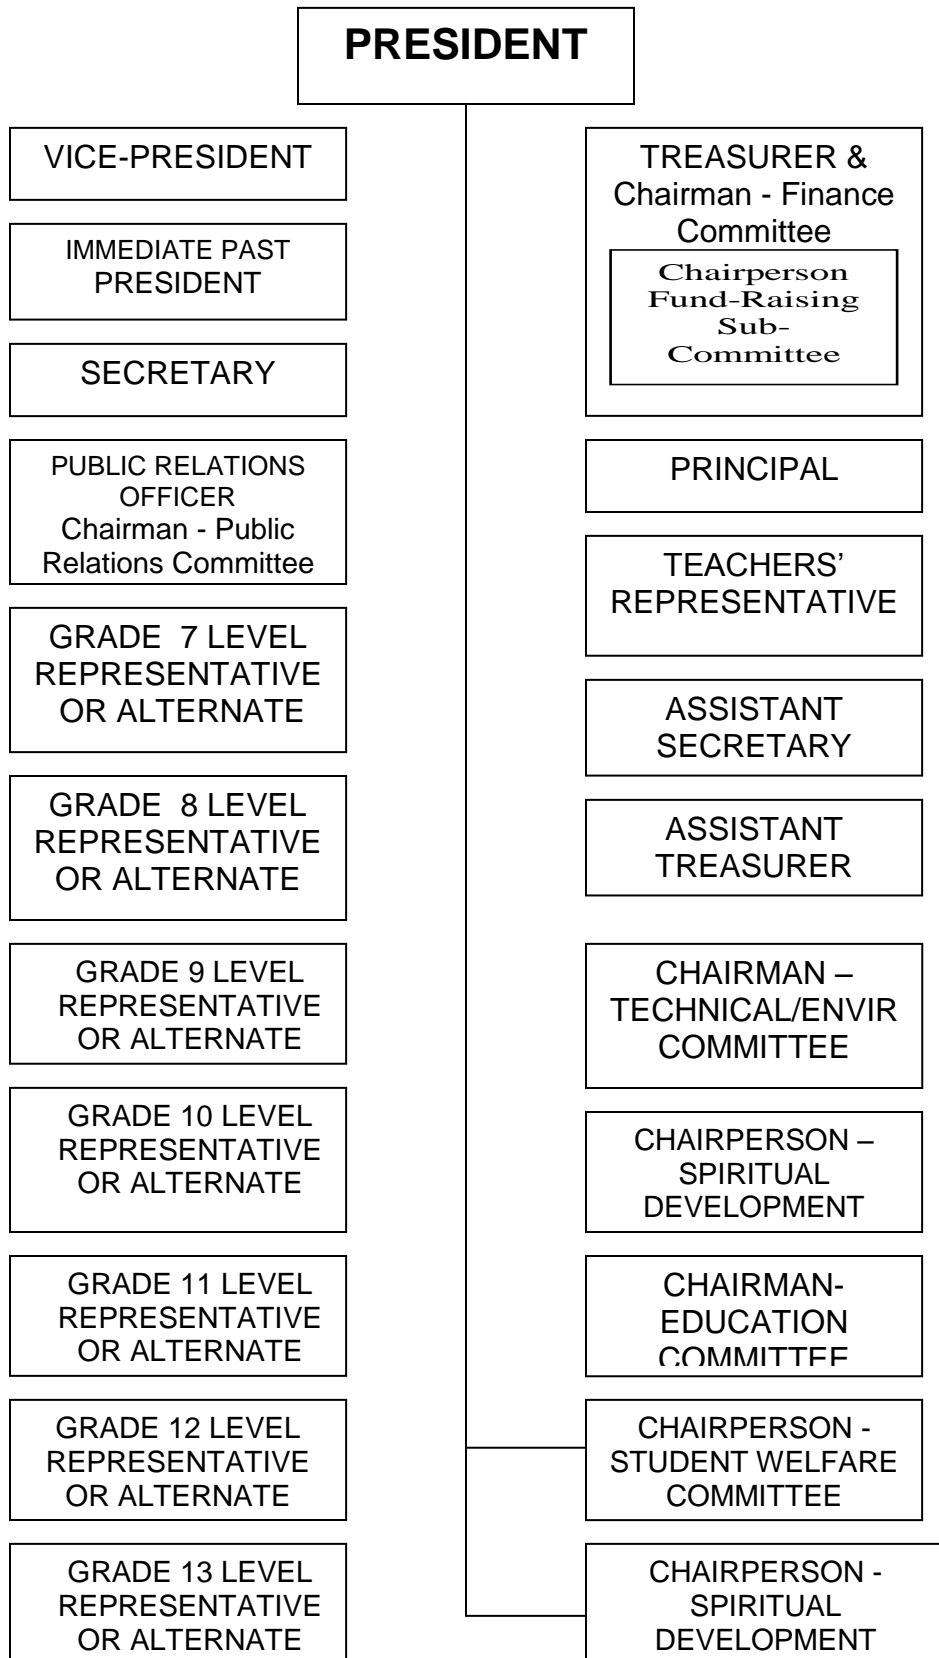 PRESIDENT
VICE-PRESIDENT
IMMEDIATE PAST
PRESIDENT
SECRETARY
PUBLIC RELATIONS
OFFICER
Chairman - Public
Relations Committee
GRADE 7 LEVEL
REPRESENTATIVE
OR ALTERNATE
GRADE 8 LEVEL
REPRESENTATIVE
OR ALTERNATE
GRADE 9 LEVEL
REPRESENTATIVE
OR ALTERNATE
GRADE 10 LEVEL
REPRESENTATIVE
OR ALTERNATE
GRADE 11 LEVEL
REPRESENTATIVE
OR ALTERNATE
GRADE 12 LEVEL
REPRESENTATIVE
OR ALTERNATE
GRADE 13 LEVEL
REPRESENTATIVE
OR ALTERNATE
TREASURER &
Chairman - Finance
Committee
Chairperson
Fund-Raising
Sub-
Committee
PRINCIPAL
TEACHERS’
REPRESENTATIVE
ASSISTANT
SECRETARY
ASSISTANT
TREASURER
CHAIRMAN –
TECHNICAL/ENVIR
COMMITTEE
CHAIRPERSON –
SPIRITUAL
DEVELOPMENT
CHAIRMAN-
EDUCATION
COMMITTEE
CHAIRPERSON -
STUDENT WELFARE
COMMITTEE
CHAIRPERSON -
SPIRITUAL
DEVELOPMENT